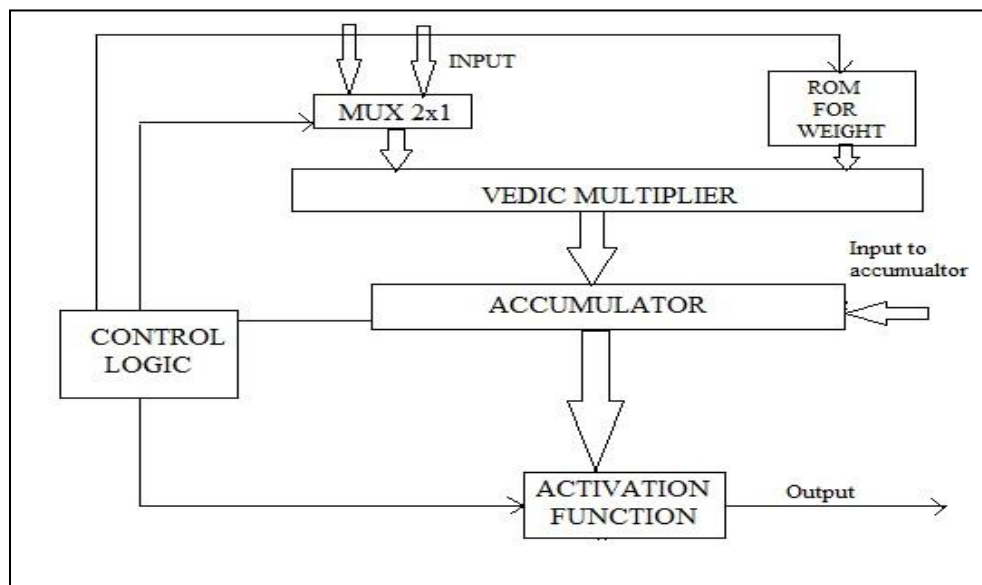 INPUT
MUX 2x1
ROM
FOR
WEIGHT
VEDIC MULTIPLIER
Input to
accumualtor
ACCUMULATOR
CONTROL
LOGIC
ACTIVATION
FUNCTION
Output